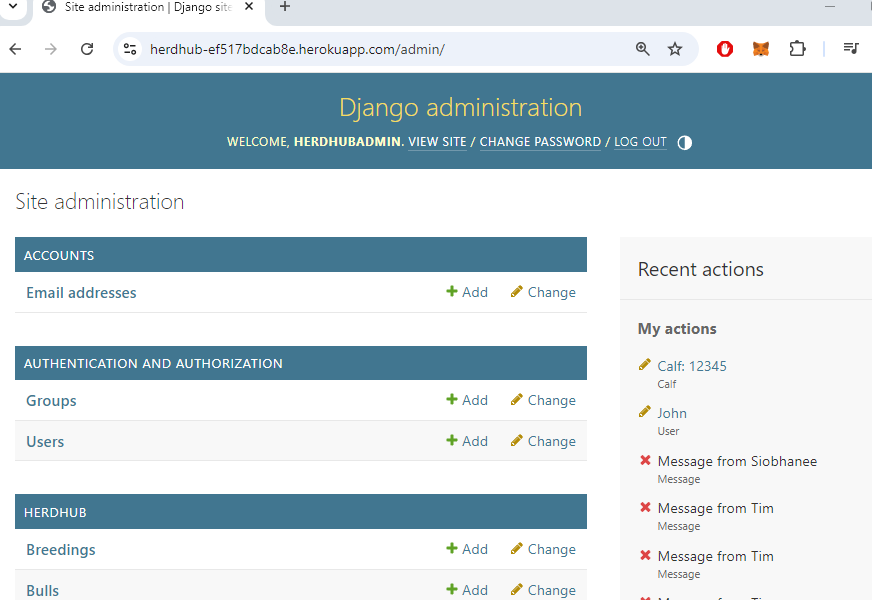 Site administration | Django site
herdhub-ef517bdcab8e.herokuapp.com/admin/
Django administration
WELCOME, HERDHUBADMIN. VIEW SITE / CHANGE PASSWORD / LOG OUT
Site administration
ACCOUNTS
Email addresses Add Change
AUTHENTICATION AND AUTHORIZATION
Groups Add Change
Users Add Change
HERDHUB
Breedings Add Change
Bulls Add Change
Recent actions
My actions
Calf: 12345
Calf
John
User
Message from Siobhanee
Message
Message from Tim
Message
Message from Tim
Message